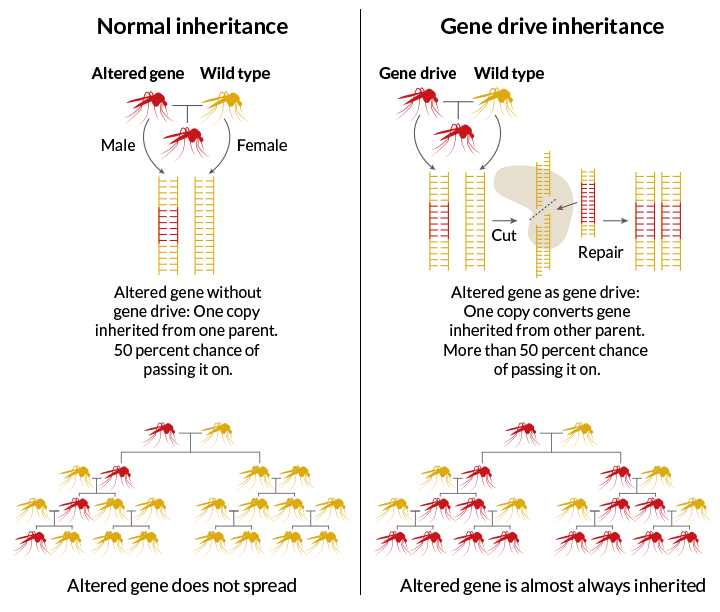 Normal inheritance
Altered gene
Wild type
Male
Female
Altered gene without
gene drive: One copy
inherited from one parent.
50 percent chance of
passing it on.
Altered gene does not spread
Gene drive inheritance
Gene drive
Wild type
Cut
Repair
Altered gene as gene drive:
One copy converts gene
inherited from other parent.
More than 50 percent chance
of passing it on.
Altered gene is almost always inherited